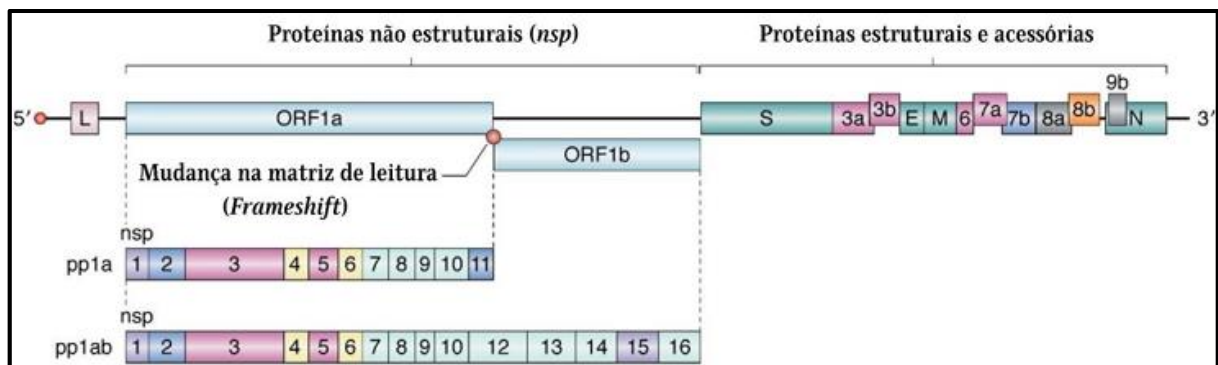 Proteínas não estruturais (nsp) Proteínas estruturais e acessórias
9b
5' L ORF1a S 3a 3b E M 6 7a 7b 8a 8b N 3'
ORF1b
Mudança na matriz de leitura
(Frameshift)
nsp
pp1a 1 2 3 4 5 6 7 8 9 10 11
nsp
pp1ab 1 2 3 4 5 6 7 8 9 10 12 13 14 15 16